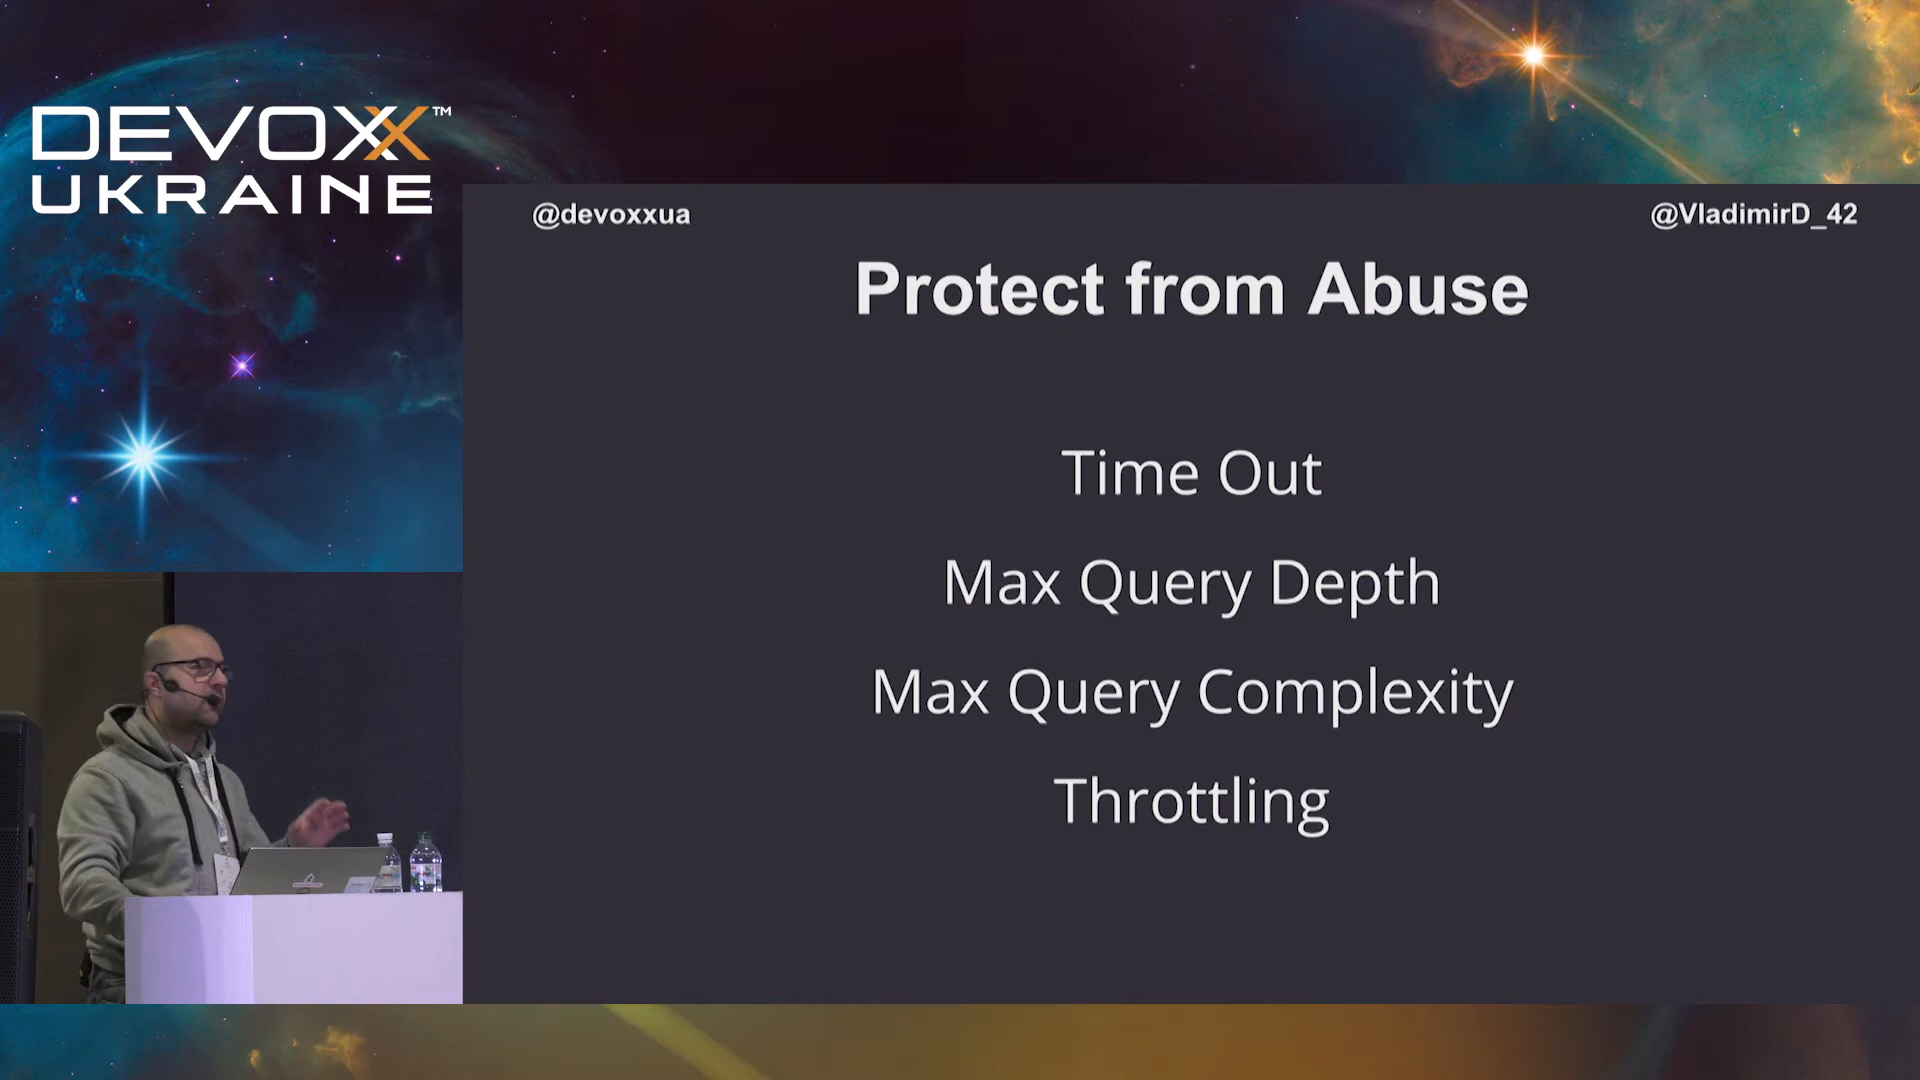 DEVOXX™
UKRAINE
@devoxxua
@VladimirD_42
Protect from Abuse
Time Out
Max Query Depth
Max Query Complexity
Throttling